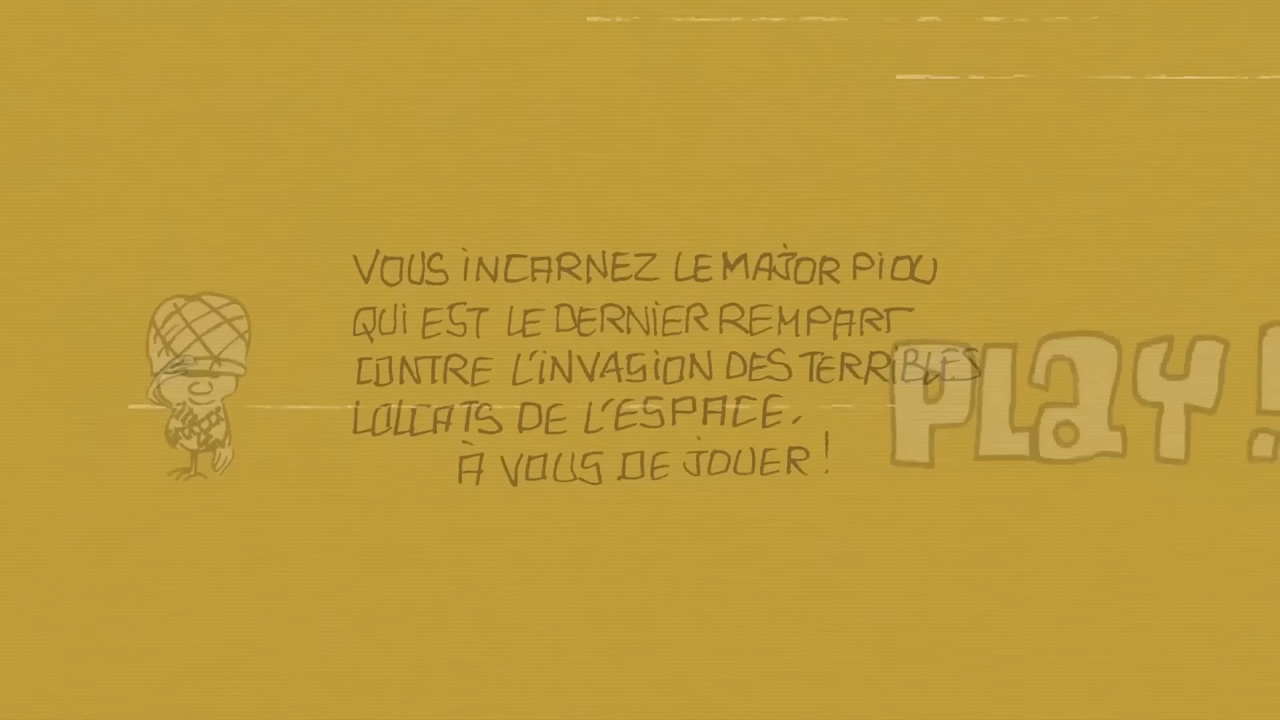 VOUS INCARNEZ LE MAJOR PIOU
QUI EST LE DERNIER REMPART
CONTRE L'INVASION DES TERRIBLES
LOLCATS DE L'ESPACE.
À VOUS DE JOUER !
PLAY !